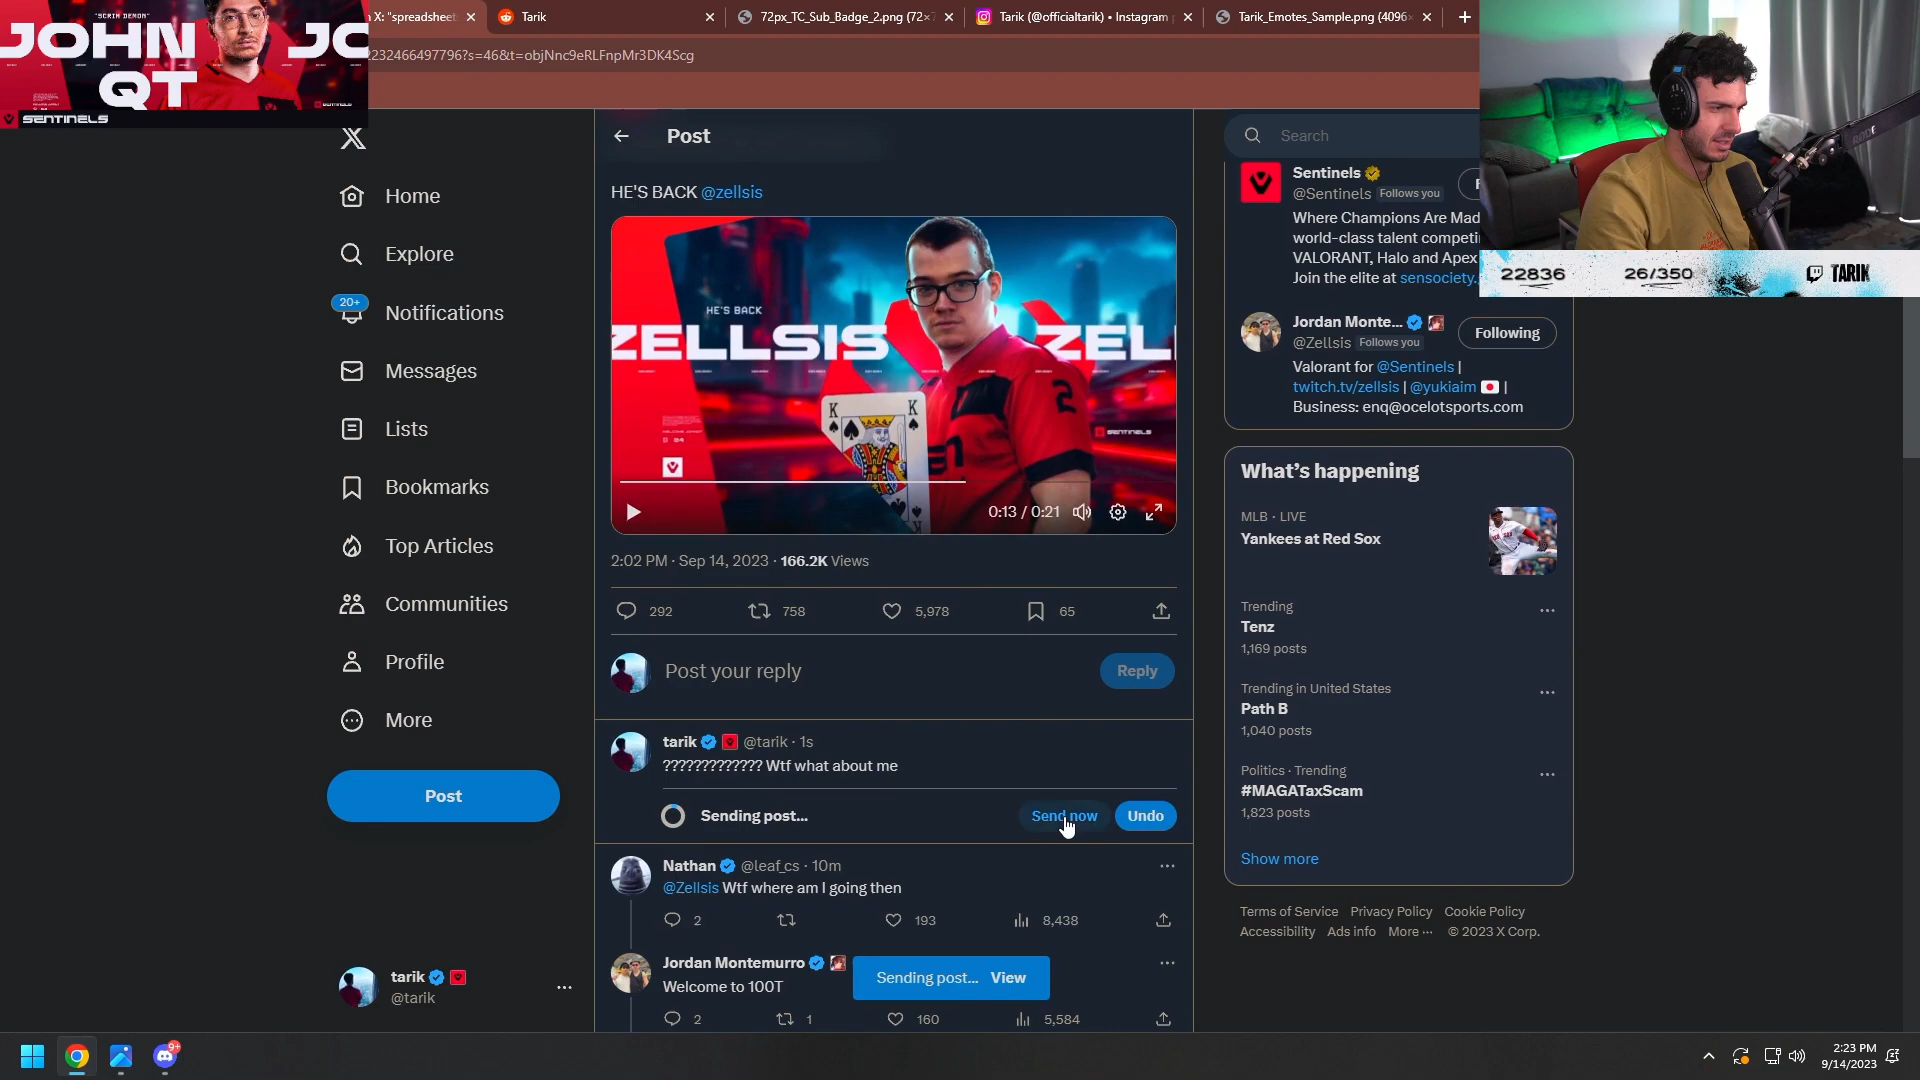 "SCRIM DEMON"
JOHN
JC
QT
SENTINELS
n X: "spreadsheet
Tarik
72px_TC_Sub_Badge_2.png (72×7
Tarik (@officialtarik) • Instagram
Tarik_Emotes_Sample.png (4096×
2232466497796?s=46&t=objNnc9eRLFnpMr3DK4Scg
Home
Explore
20+
Notifications
Messages
Lists
Bookmarks
Top Articles
Communities
Profile
More
Post
tarik
@tarik
Post
HE'S BACK @zellsis
HE'S BACK
ZELLSIS
ZEL
K
K
2
SENTINELS
0:13 / 0:21
2:02 PM · Sep 14, 2023 · 166.2K Views
292
758
5,978
65
Post your reply
Reply
tarik @tarik · 1s
????????????? Wtf what about me
Sending post...
Send now
Undo
Nathan @leaf_cs · 10m
@Zellsis Wtf where am I going then
2
193
8,438
Jordan Montemurro
Welcome to 100T
2
1
160
5,584
Sending post... View
Search
Sentinels
@Sentinels Follows you
Where Champions Are Mad
world-class talent competi
VALORANT, Halo and Apex
Join the elite at sensociety.
Jordan Monte...
@Zellsis Follows you
Following
Valorant for @Sentinels |
twitch.tv/zellsis | @yukiaim |
Business: enq@ocelotsports.com
What's happening
MLB · LIVE
Yankees at Red Sox
Trending
Tenz
1,169 posts
Trending in United States
Path B
1,040 posts
Politics · Trending
#MAGATaxScam
1,823 posts
Show more
Terms of Service Privacy Policy Cookie Policy
Accessibility Ads info More ··· © 2023 X Corp.
RODE
22836
26/350
TARIK
9+
2:23 PM
9/14/2023